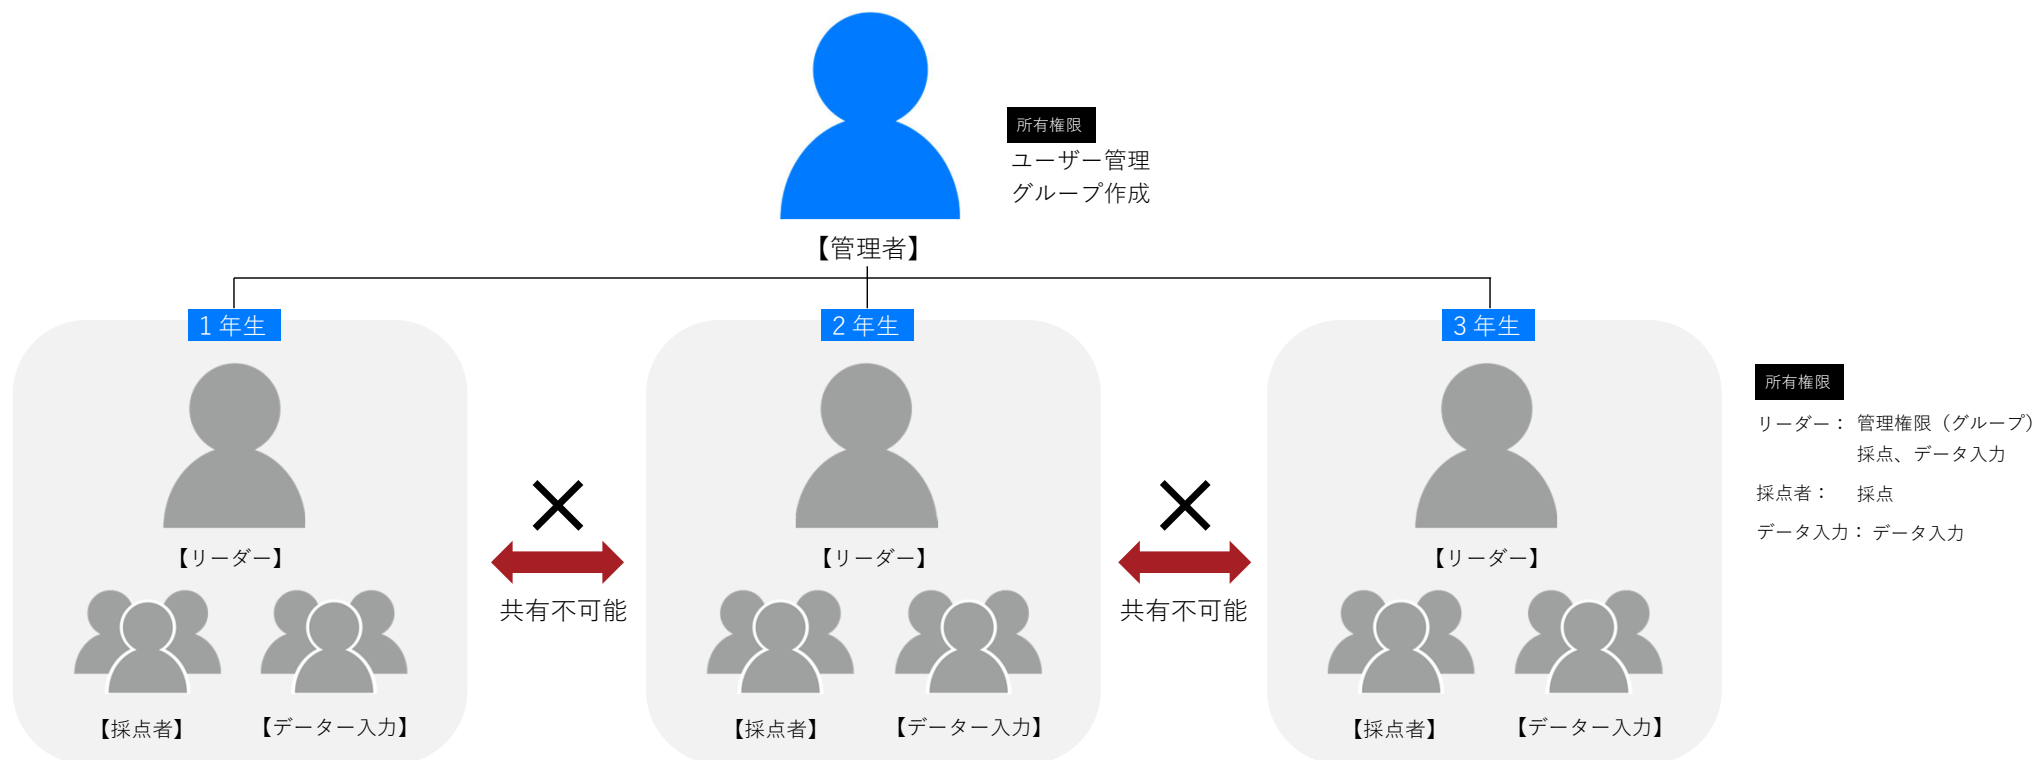 所有権限
ユーザー管理
グループ作成
【管理者】
1年生
2年生
3年生
所有権限
リーダー： 管理権限（グループ）
採点、データ入力
採点者： 採点
データ入力： データ入力
【リーダー】
【リーダー】
【リーダー】
共有不可能
共有不可能
【採点者】
【データー入力】
【採点者】
【データー入力】
【採点者】
【データー入力】